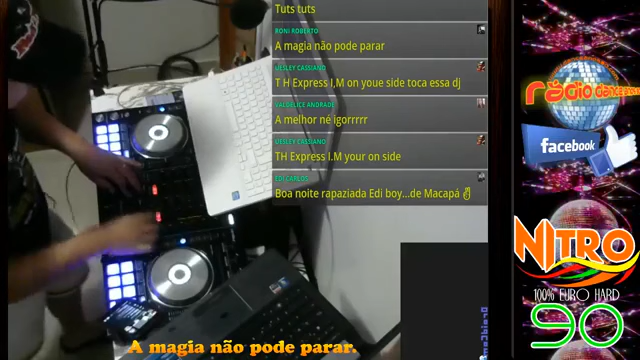 Tuts tuts
RONI ROBERTO
A magia não pode parar
UESLEY CASSIANO
T H Express I,M on youe side toca essa dj
ANDRADE
A melhor né igorrrrr
UESLEY CASSIANO
TH Express I.M your on side
EDI CARLOS
Boa noite rapaziada Edi boy...de Macapá✌
rádio
facebook
NITRO
100% EURO HARD
90
A magia não pode parar.